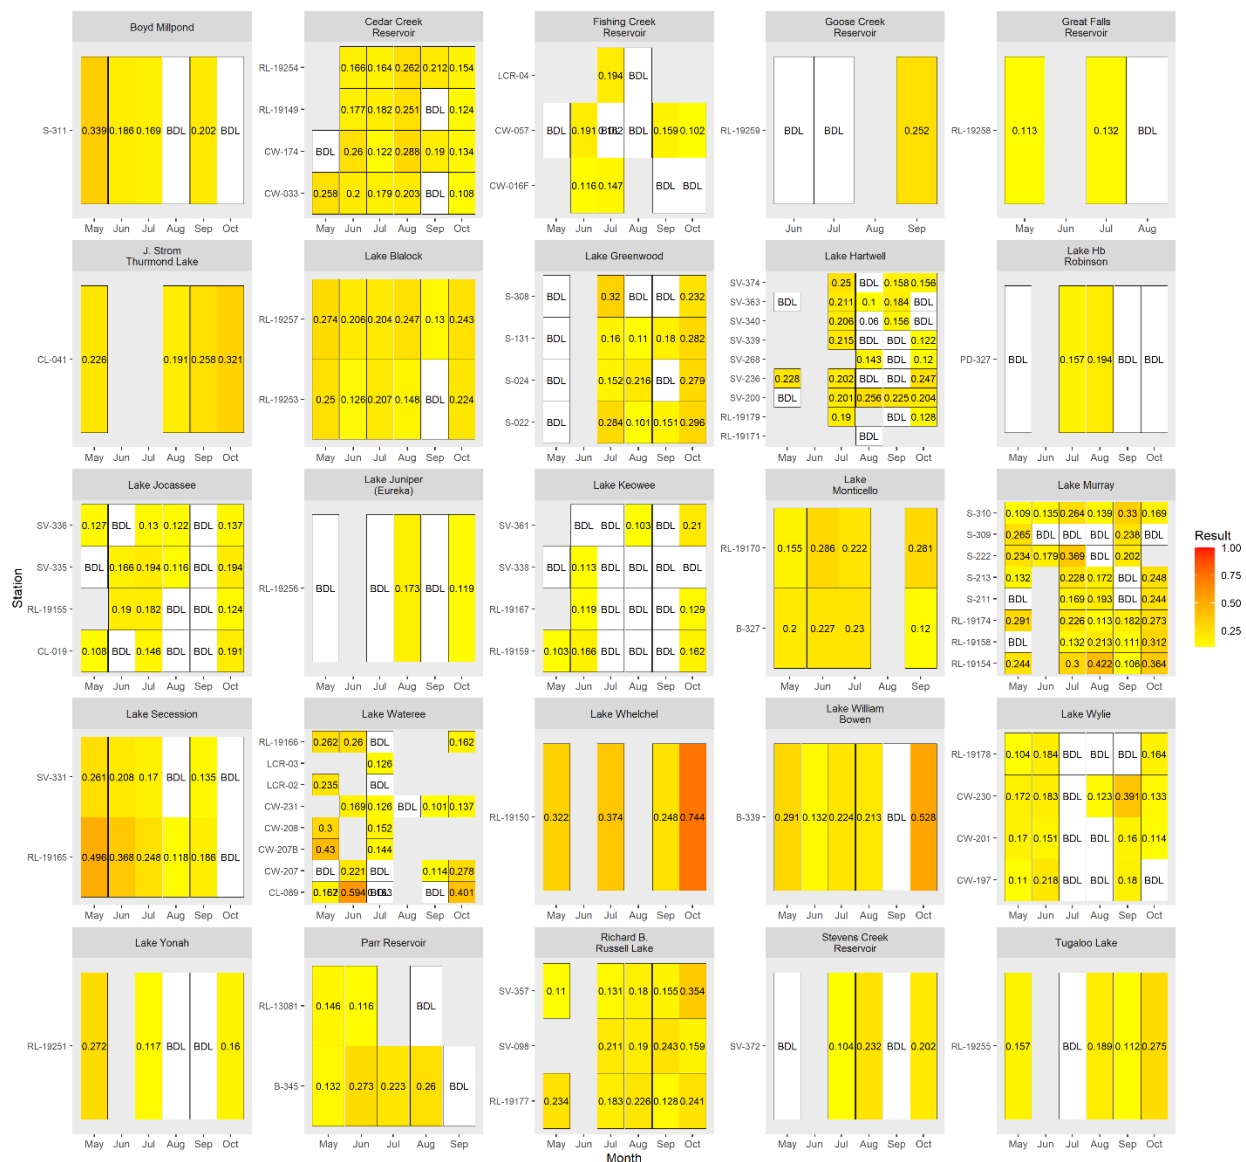 Boyd Millpond
S-311
0.339 0.186 0.169 BDL 0.202 BDL
May Jun Jul Aug Sep Oct
Cedar Creek
Reservoir
RL-19254 0.166 0.164 0.262 0.212 0.154
RL-19149 0.177 0.182 0.251 BDL 0.124
CW-174 BDL 0.26 0.122 0.288 0.19 0.134
CW-033 0.258 0.2 0.179 0.203 BDL 0.108
May Jun Jul Aug Sep Oct
Fishing Creek
Reservoir
LCR-04 0.194 BDL
CW-057 BDL 0.191 0.159 0.102
CW-016F 0.116 0.147 BDL BDL
May Jun Jul Aug Sep Oct
Goose Creek
Reservoir
RL-19259 BDL BDL 0.252
Jun Jul Aug Sep
Great Falls
Reservoir
RL-19258 0.113 0.132 BDL
May Jun Jul Aug
J. Strom
Thurmond Lake
CL-041 0.226 0.191 0.258 0.321
May Jun Jul Aug Sep Oct
Lake Blalock
RL-19257 0.274 0.206 0.204 0.247 0.13 0.243
RL-19253 0.25 0.126 0.207 0.148 BDL 0.224
May Jun Jul Aug Sep Oct
Lake Greenwood
S-308 BDL 0.32 BDL BDL 0.232
S-131 BDL 0.16 0.11 0.18 0.282
S-024 BDL 0.152 0.216 BDL 0.279
S-022 BDL 0.284 0.101 0.151 0.296
May Jun Jul Aug Sep Oct
Lake Hartwell
SV-374 0.25 BDL 0.158 0.156
SV-363 BDL 0.211 0.1 0.184 BDL
SV-340 0.206 0.06 0.156 BDL
SV-339 0.215 BDL BDL 0.122
SV-268 0.143 BDL 0.12
SV-236 0.228 0.202 BDL BDL 0.247
SV-200 BDL 0.201 0.256 0.225 0.204
RL-19179 0.19 BDL 0.128
RL-19171 BDL
May Jun Jul Aug Sep Oct
Lake Hb
Robinson
PD-327 BDL 0.157 0.194 BDL BDL
May Jun Jul Aug Sep Oct
Lake Jocassee
SV-336 0.127 BDL 0.13 0.122 BDL 0.137
SV-335 BDL 0.166 0.194 0.116 BDL 0.194
RL-19155 0.19 0.182 BDL BDL 0.124
CL-019 0.108 BDL 0.146 BDL BDL 0.191
May Jun Jul Aug Sep Oct
Lake Juniper
(Eureka)
RL-19256 BDL BDL 0.173 BDL 0.119
May Jun Jul Aug Sep Oct
Lake Keowee
SV-361 BDL BDL 0.103 BDL 0.21
SV-338 BDL 0.113 BDL BDL BDL BDL
RL-19167 0.119 BDL BDL BDL 0.129
RL-19159 0.103 0.166 BDL BDL BDL 0.162
May Jun Jul Aug Sep Oct
Lake
Monticello
RL-19170 0.155 0.286 0.222 0.281
B-327 0.2 0.227 0.23 0.12
May Jun Jul Aug Sep
Lake Murray
S-310 0.109 0.135 0.264 0.139 0.33 0.169
S-309 0.265 BDL BDL BDL 0.238 BDL
S-222 0.234 0.179 0.369 BDL 0.202
S-213 0.132 0.228 0.172 BDL 0.248
S-211 BDL 0.169 0.193 BDL 0.244
RL-19174 0.291 0.226 0.113 0.182 0.273
RL-19158 BDL 0.132 0.213 0.111 0.312
RL-19154 0.244 0.3 0.422 0.106 0.364
May Jun Jul Aug Sep Oct
Result
1.00
0.75
0.50
0.25
Station
Lake Secession
SV-331 0.261 0.208 0.17 BDL 0.135 BDL
RL-19165 0.496 0.368 0.248 0.118 0.186 BDL
May Jun Jul Aug Sep Oct
Lake Wateree
RL-19166 0.262 0.26 BDL 0.162
LCR-03 0.126
LCR-02 0.235 BDL
CW-231 0.169 0.126 BDL 0.101 0.137
CW-208 0.3 0.152
CW-207B 0.43 0.144
CW-207 BDL 0.221 BDL 0.114 0.278
CL-089 0.594 BDL 0.401
May Jun Jul Aug Sep Oct
Lake Whelchel
RL-19150 0.322 0.374 0.248 0.744
May Jun Jul Aug Sep Oct
Lake William
Bowen
B-339 0.291 0.132 0.224 0.213 BDL 0.528
May Jun Jul Aug Sep Oct
Lake Wylie
RL-19178 0.104 0.184 BDL BDL BDL 0.164
CW-230 0.172 0.183 BDL 0.123 0.391 0.133
CW-201 0.17 0.151 BDL BDL 0.16 0.114
CW-197 0.11 0.218 BDL BDL 0.18 BDL
May Jun Jul Aug Sep Oct
Lake Yonah
RL-19251 0.272 0.117 BDL BDL 0.16
May Jun Jul Aug Sep Oct
Parr Reservoir
RL-13081 0.146 0.116 BDL
B-345 0.132 0.273 0.223 0.26 BDL
May Jun Jul Aug Sep
Richard B.
Russell Lake
SV-357 0.11 0.131 0.18 0.155 0.354
SV-098 0.211 0.19 0.243 0.159
RL-19177 0.234 0.183 0.226 0.128 0.241
May Jun Jul Aug Sep Oct
Stevens Creek
Reservoir
SV-372 BDL 0.104 0.232 BDL 0.202
May Jun Jul Aug Sep Oct
Tugaloo Lake
RL-19255 0.157 BDL 0.189 0.112 0.275
May Jun Jul Aug Sep Oct
Month